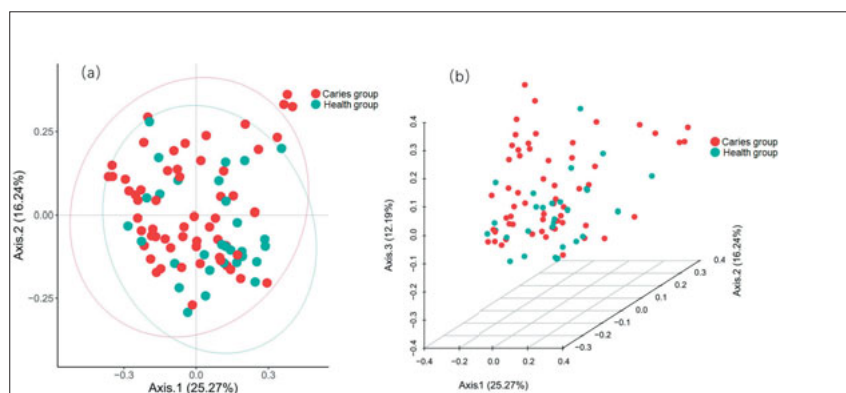 (a)
Caries group
Health group
0.25
0.00
−0.25
Axis.2 (16.24%)
−0.3
0.0
0.3
Axis.1 (25.27%)
(b)
Caries group
Health group
0.4
0.3
0.2
0.1
0.0
−0.1
−0.2
−0.3
−0.4
Axis.3 (12.19%)
0.4
0.3
0.2
0.1
0.0
−0.1
−0.2
−0.3
Axis.2 (16.24%)
−0.4
−0.2
0.0
0.2
0.4
Axis1 (25.27%)